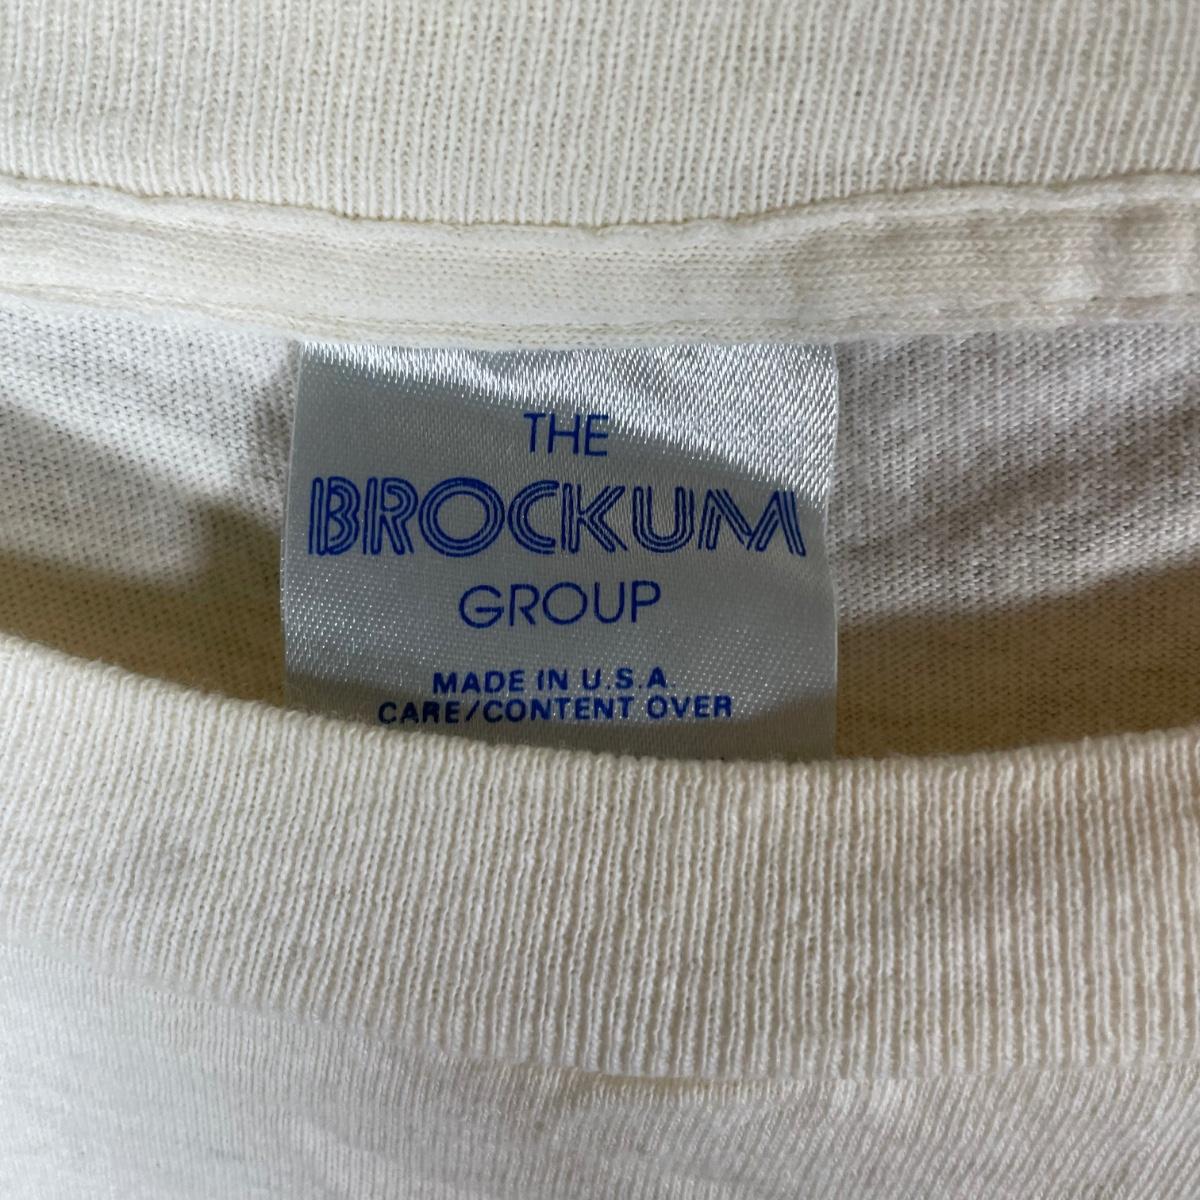 THE
BROCKUM
GROUP
MADE IN U.S.A.
CARE/CONTENT OVER